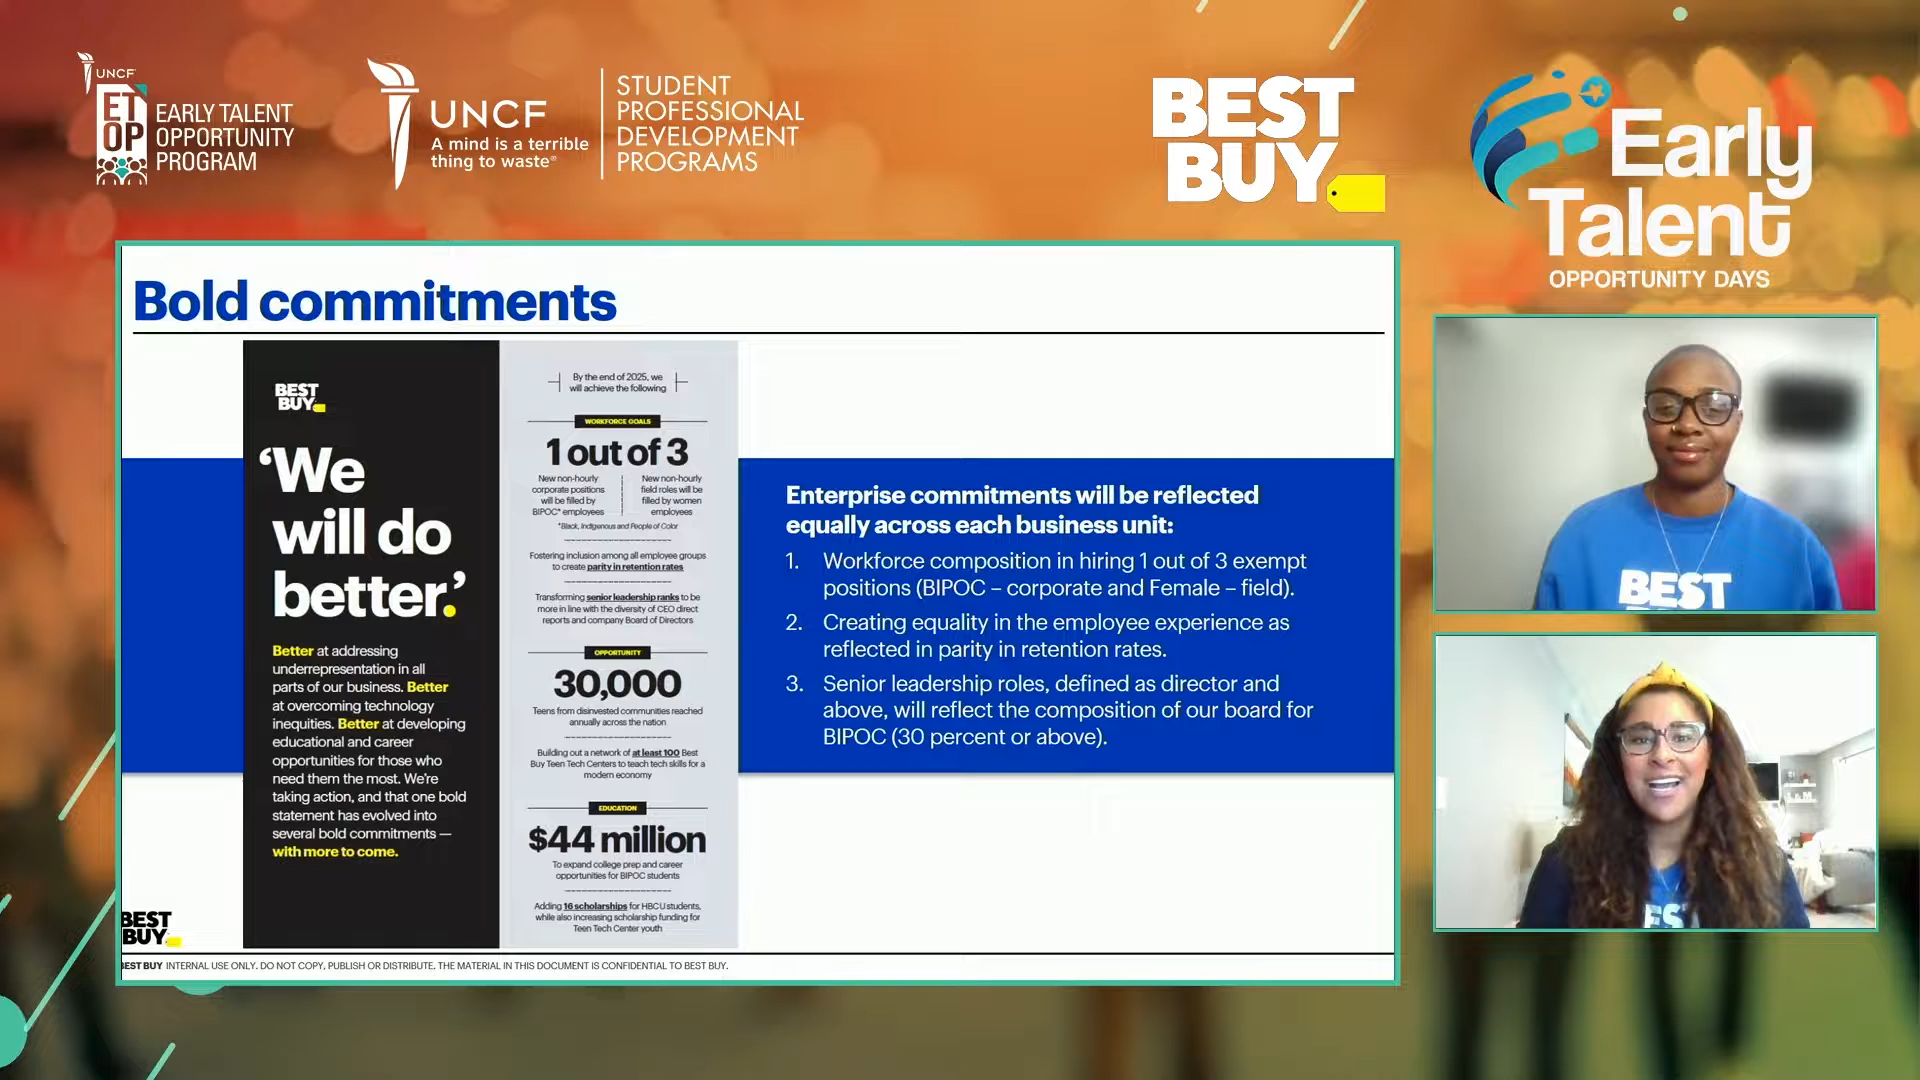 UNCF
ET
OP
EARLY TALENT
OPPORTUNITY
PROGRAM
UNCF
A mind is a terrible
thing to waste®
STUDENT
PROFESSIONAL
DEVELOPMENT
PROGRAMS
BEST
BUY
Early
Talent
OPPORTUNITY DAYS
Bold commitments
BEST
BUY
‘We
will do
better.’
Better at addressing
underrepresentation in all
parts of our business. Better
at overcoming technology
inequities. Better at developing
educational and career
opportunities for those who
need them the most. We’re
taking action, and that one bold
statement has evolved into
several bold commitments —
with more to come.
By the end of 2025, we
will achieve the following
WORKFORCE GOALS
1 out of 3
New non-hourly
corporate positions
will be filled by
BIPOC* employees
New non-hourly
field roles will be
filled by women
employees
*Black, Indigenous and People of Color
Fostering inclusion among all employee groups
to create parity in retention rates
Transforming senior leadership ranks to be
more in line with the diversity of CEO direct
reports and company Board of Directors
OPPORTUNITY
30,000
Teens from disinvested communities reached
annually across the nation
Building out a network of at least 100 Best
Buy Teen Tech Centers to teach tech skills for a
modern economy
EDUCATION
$44 million
To expand college prep and career
opportunities for BIPOC students
Adding 16 scholarships for HBCU students,
while also increasing scholarship funding for
Teen Tech Center youth
Enterprise commitments will be reflected
equally across each business unit:
1. Workforce composition in hiring 1 out of 3 exempt
positions (BIPOC – corporate and Female – field).
2. Creating equality in the employee experience as
reflected in parity in retention rates.
3. Senior leadership roles, defined as director and
above, will reflect the composition of our board for
BIPOC (30 percent or above).
BEST
BUY
BEST BUY INTERNAL USE ONLY. DO NOT COPY, PUBLISH OR DISTRIBUTE. THE MATERIAL IN THIS DOCUMENT IS CONFIDENTIAL TO BEST BUY.
BEST
ES